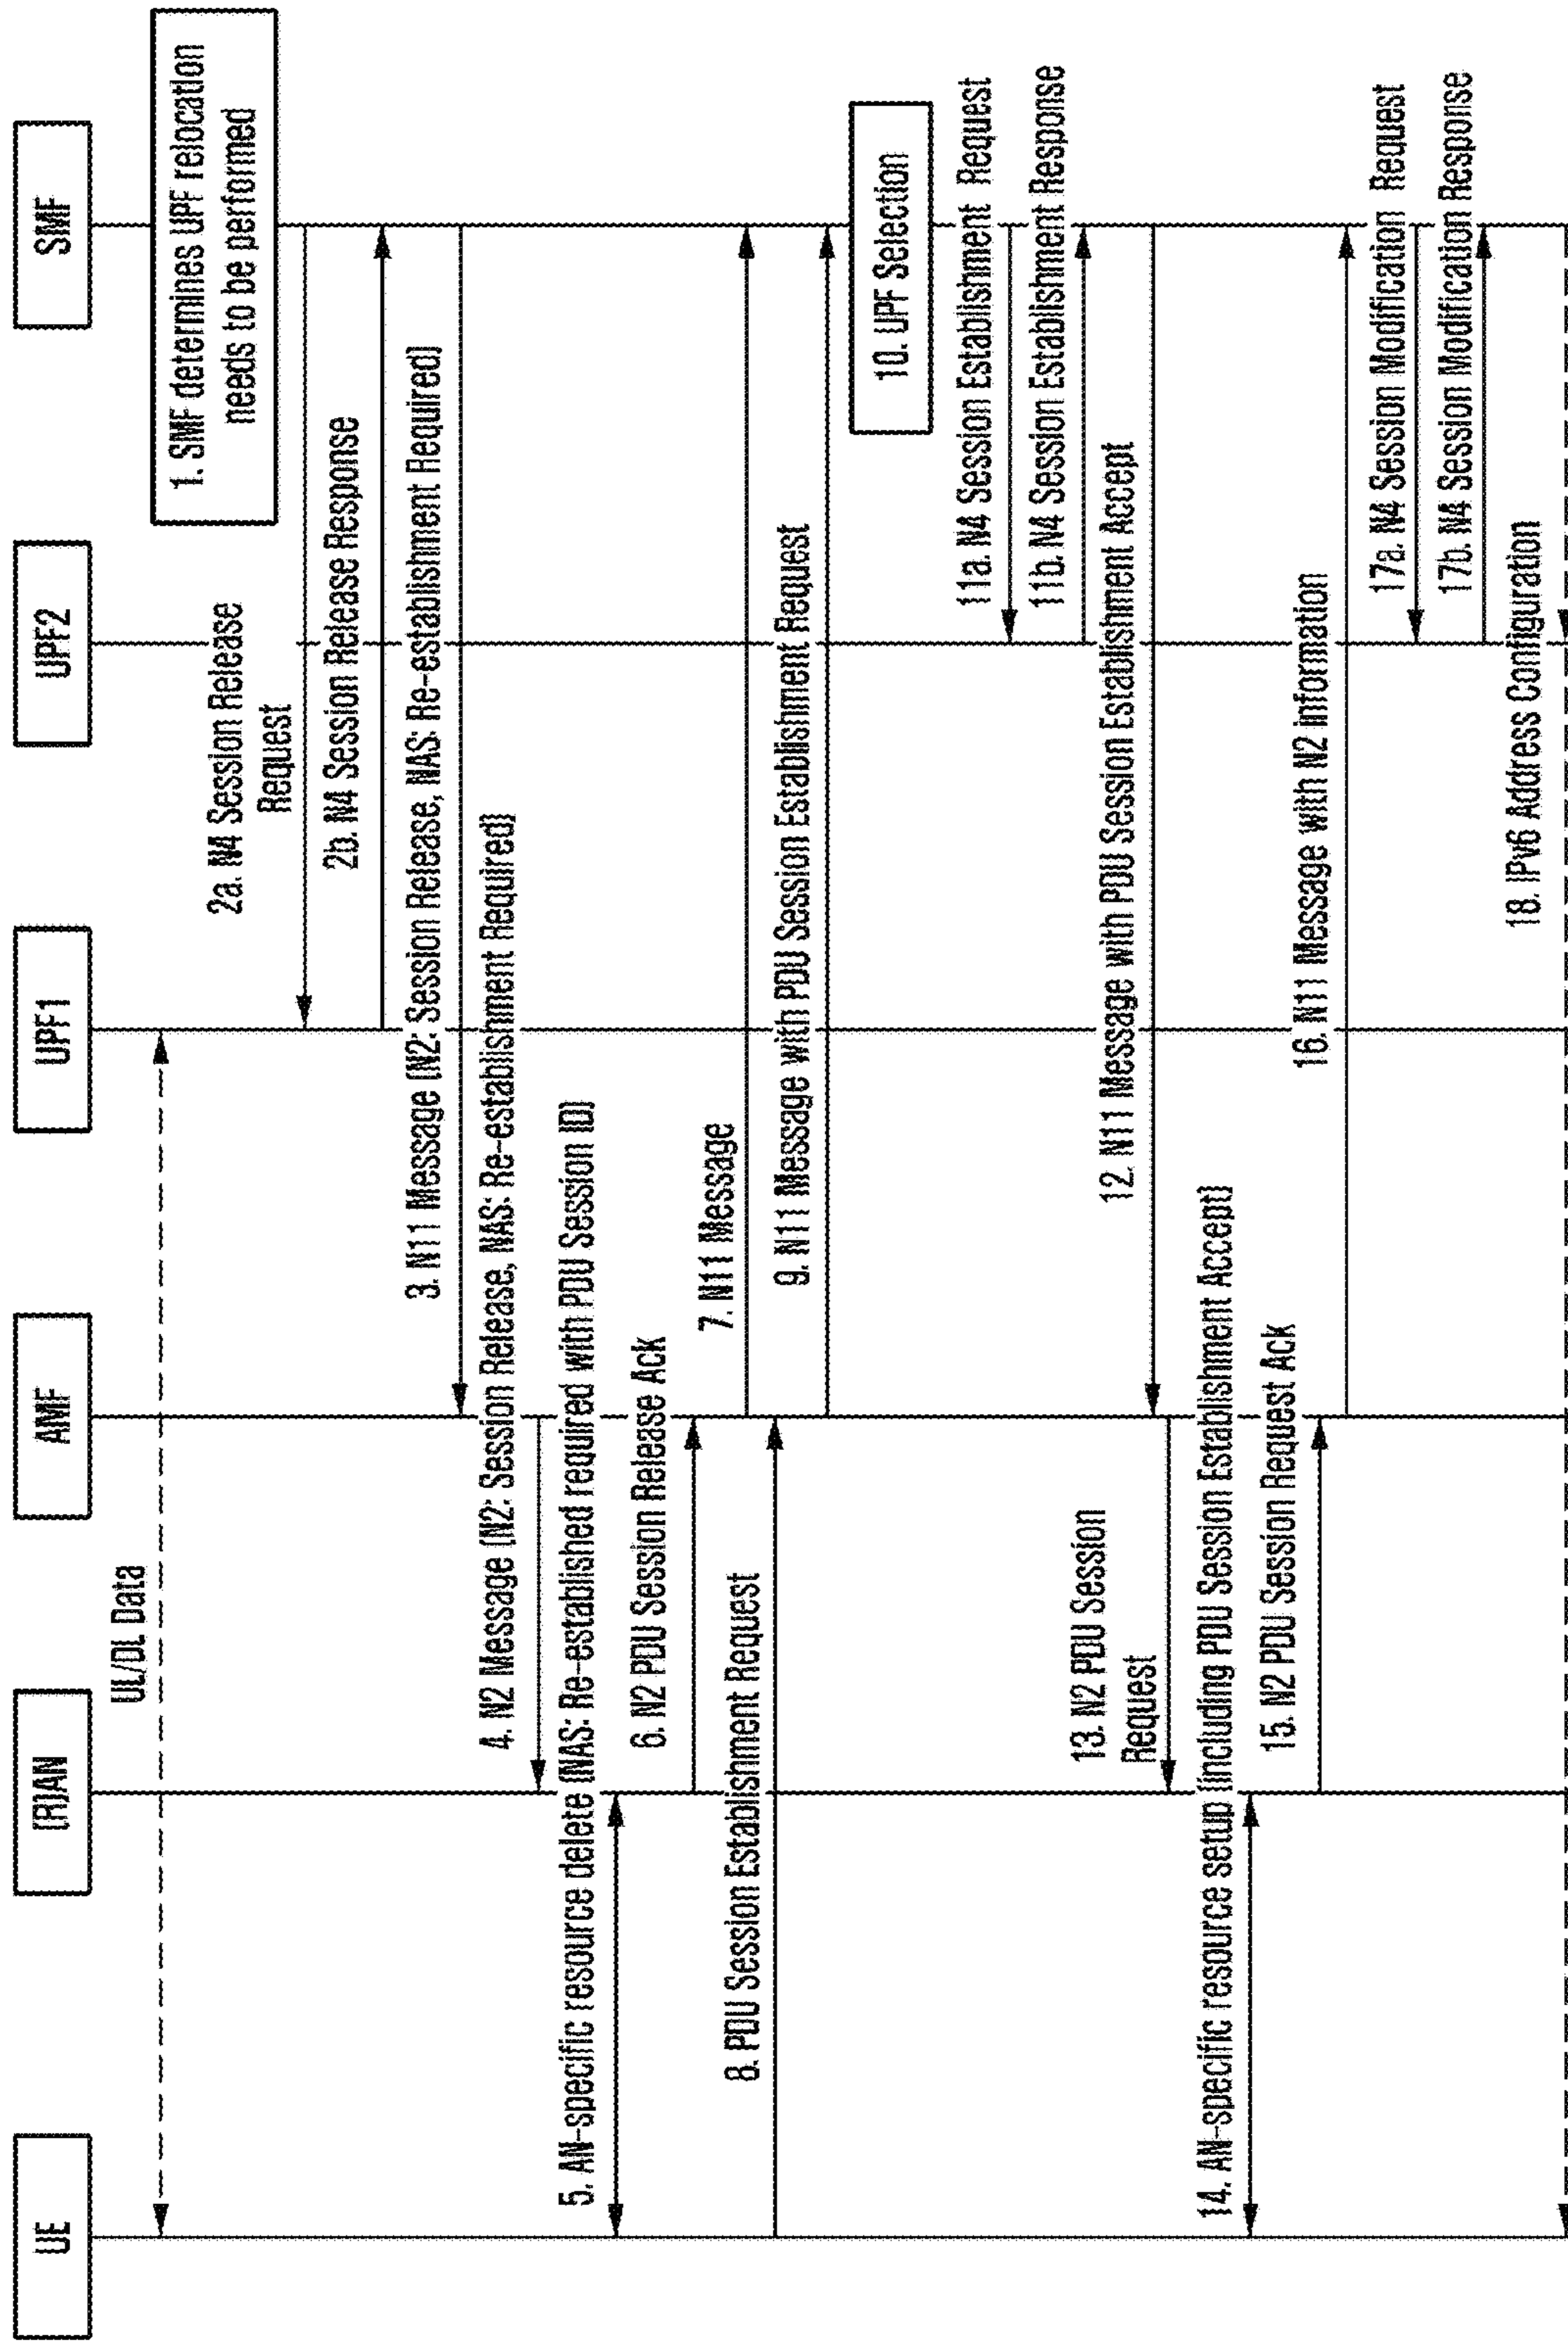 UE
(R)AN
AMF
UPF1
UPF2
SMF
UL/DL Data
1. SMF determines UPF relocation
needs to be performed
2a. N4 Session Release
Request
2b. N4 Session Release Response
3. N11 Message (N2: Session Release, NAS: Re-establishment Required)
4. N2 Message (N2: Session Release, NAS: Re-establishment Required)
5. AN-specific resource delete (NAS: Re-established required with PDU Session ID)
6. N2 PDU Session Release Ack
7. N11 Message
8. PDU Session Establishment Request
9. N11 Message with PDU Session Establishment Request
10. UPF Selection
11a. N4 Session Establishment Request
11b. N4 Session Establishment Response
12. N11 Message with PDU Session Establishment Accept
13. N2 PDU Session
Request
14. AN-specific resource setup (including PDU Session Establishment Accept)
15. N2 PDU Session Request Ack
16. N11 Message with N2 Information
17a. N4 Session Modification Request
17b. N4 Session Modification Response
18. IPv6 Address Configuration